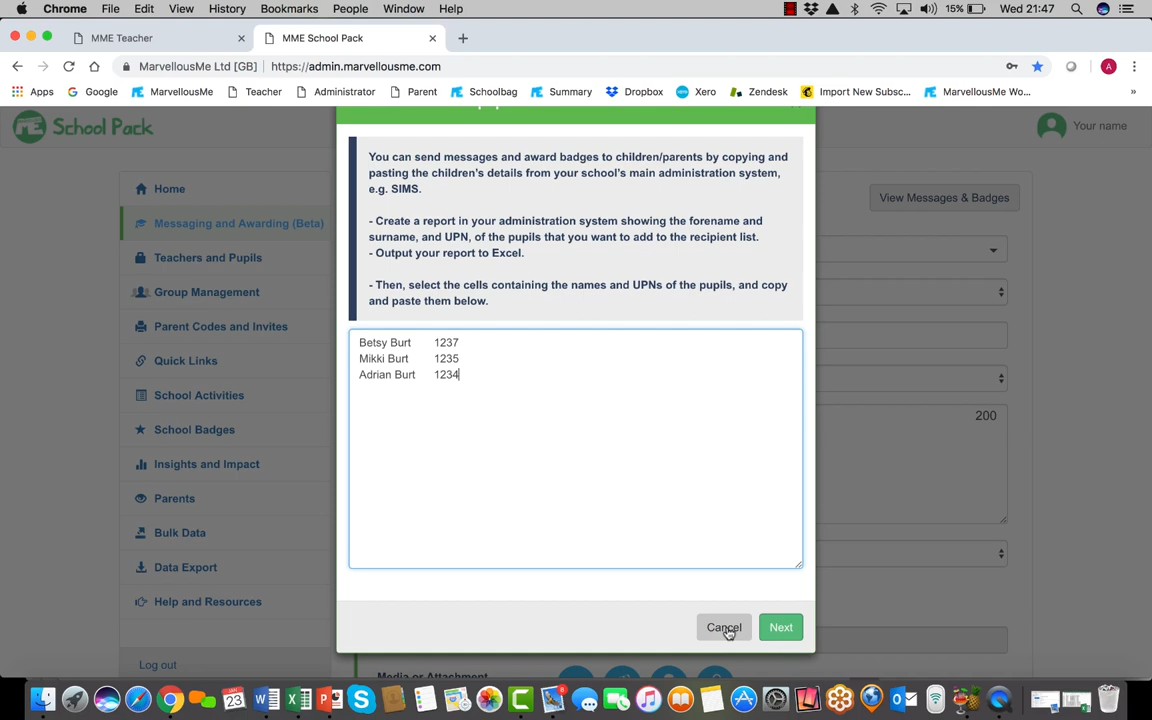 Chrome File Edit View History Bookmarks People Window Help 15% Wed 21:47
MME Teacher MME School Pack
MarvellousMe Ltd [GB] https://admin.marvellousme.com A
Apps Google MarvellousMe Teacher Administrator Parent Schoolbag Summary Dropbox Xero Zendesk Import New Subsc... MarvellousMe Wo... »
School Pack Your name
You can send messages and award badges to children/parents by copying and
pasting the children's details from your school's main administration system,
e.g. SIMS.
- Create a report in your administration system showing the forename and
surname, and UPN, of the pupils that you want to add to the recipient list.
- Output your report to Excel.
- Then, select the cells containing the names and UPNs of the pupils, and copy
and paste them below.
Betsy Burt 1237
Mikki Burt 1235
Adrian Burt 1234
Cancel Next
Home
Messaging and Awarding (Beta)
Teachers and Pupils
Group Management
Parent Codes and Invites
Quick Links
School Activities
School Badges
Insights and Impact
Parents
Bulk Data
Data Export
Help and Resources
Log out
View Messages & Badges
200
Media or Attachment